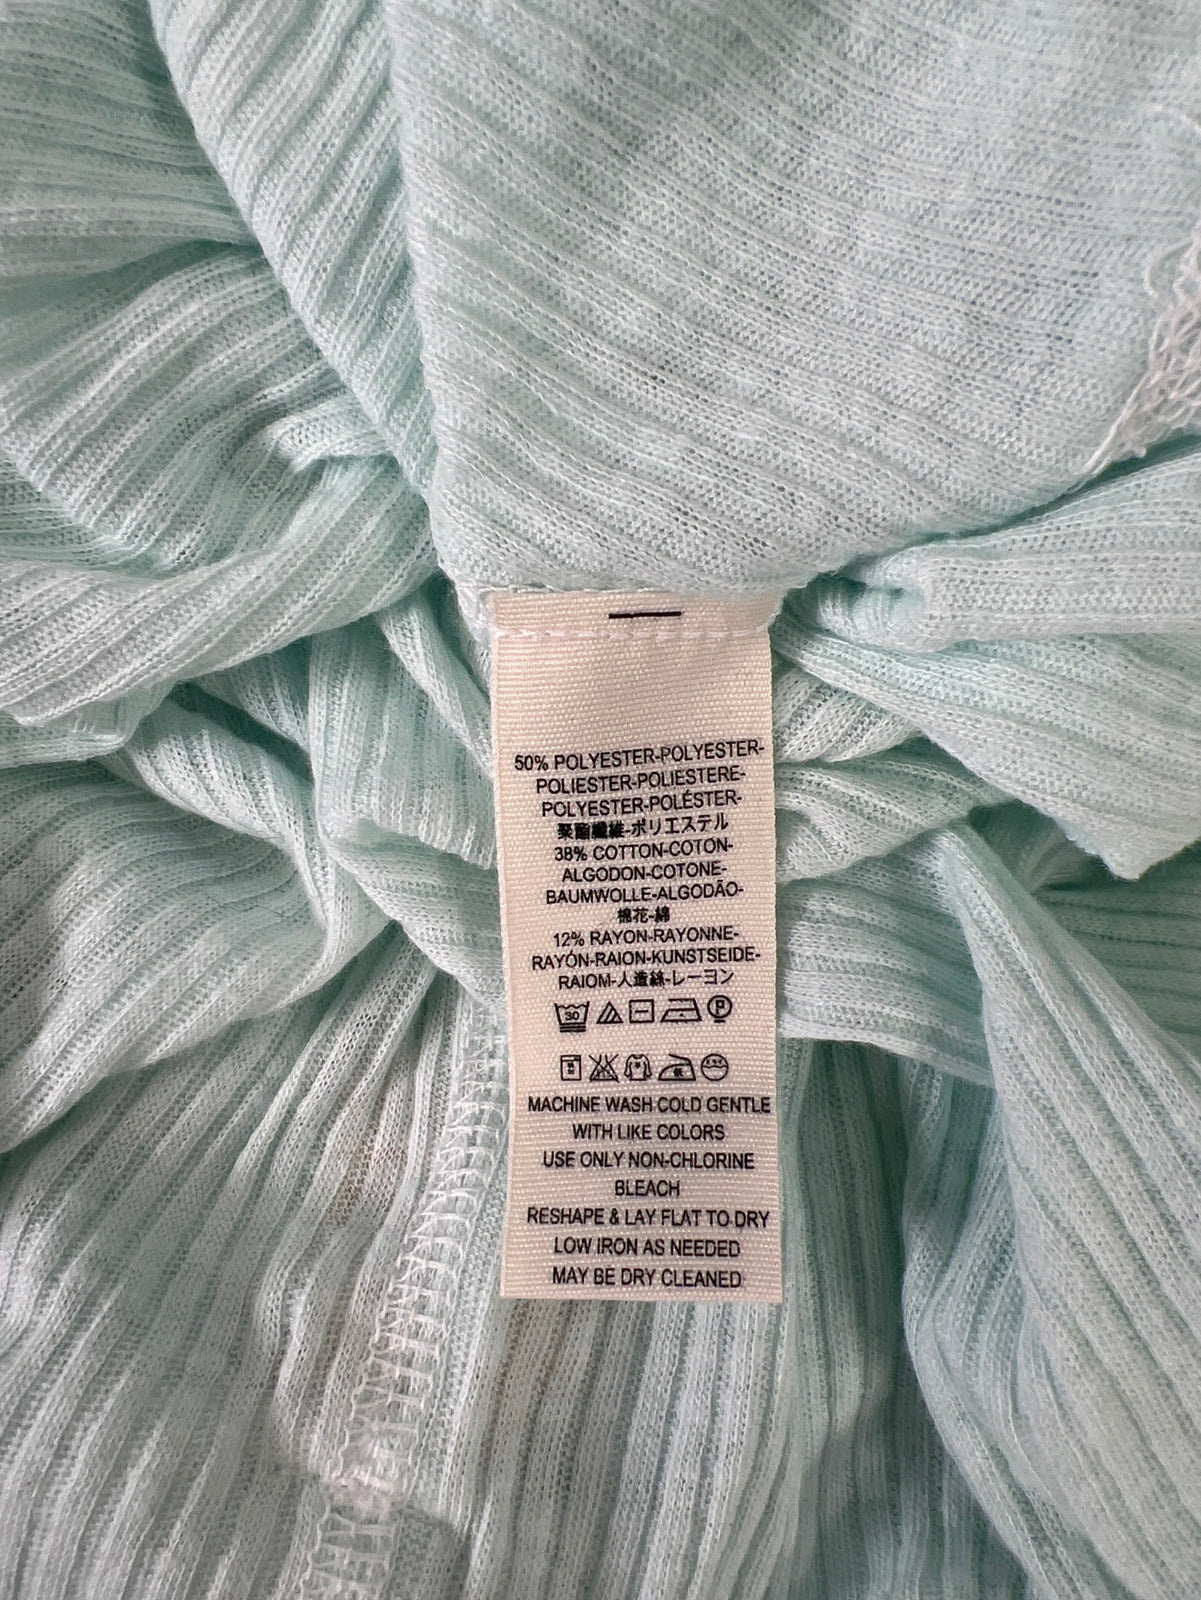 50% POLYESTER-POLYESTER-
POLIESTER-POLIESTERE-
POLYESTER-POLÉSTER-
聚酯纖維-ポリエステル
38% COTTON-COTON-
ALGODON-COTONE-
BAUMWOLLE-ALGODÃO-
棉花-綿
12% RAYON-RAYONNE-
RAYÓN-RAION-KUNSTSEIDE-
RAIOM-人造絲-レーヨン
30 P
MACHINE WASH COLD GENTLE
WITH LIKE COLORS
USE ONLY NON-CHLORINE
BLEACH
RESHAPE & LAY FLAT TO DRY
LOW IRON AS NEEDED
MAY BE DRY CLEANED